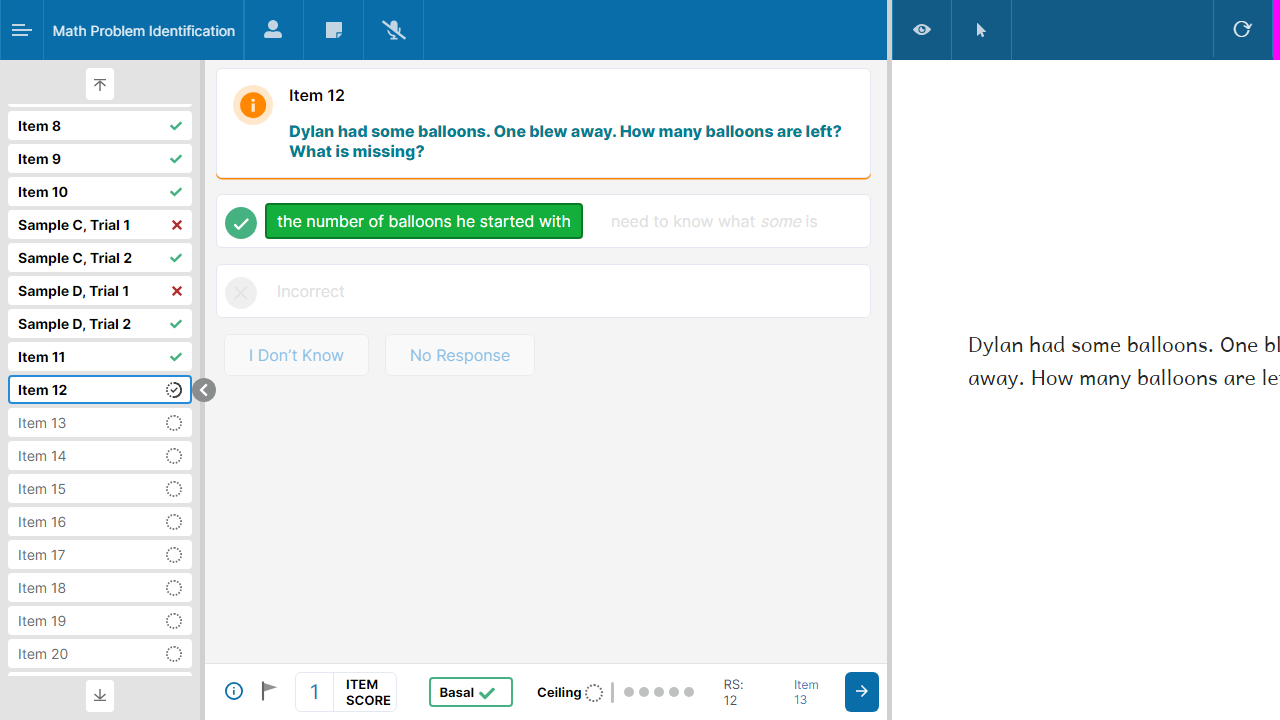 Math Problem Identification
Item 8
Item 9
Item 10
Sample C, Trial 1
Sample C, Trial 2
Sample D, Trial 1
Sample D, Trial 2
Item 11
Item 12
Item 13
Item 14
Item 15
Item 16
Item 17
Item 18
Item 19
Item 20
Item 12
Dylan had some balloons. One blew away. How many balloons are left?
What is missing?
the number of balloons he started with need to know what some is
Incorrect
I Don’t Know No Response
1 ITEM SCORE
Basal
Ceiling
RS: 12
Item 13
Dylan had some balloons. One bl
away. How many balloons are le